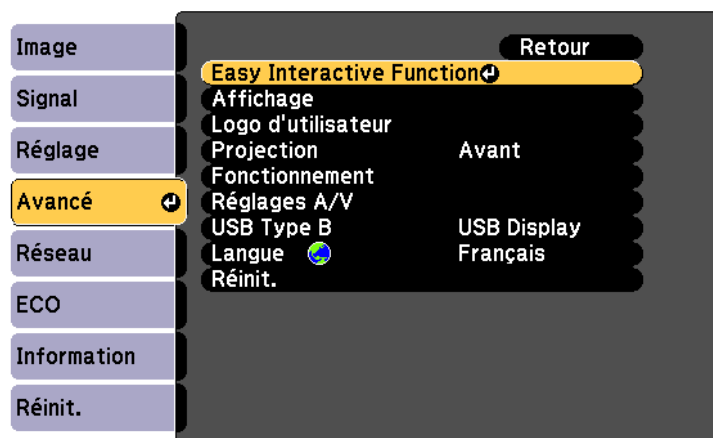 Image
Signal
Réglage
Avancé
Réseau
ECO
Information
Réinit.
Retour
Easy Interactive Function
Affichage
Logo d'utilisateur
Projection Avant
Fonctionnement
Réglages A/V
USB Type B USB Display
Langue Français
Réinit.